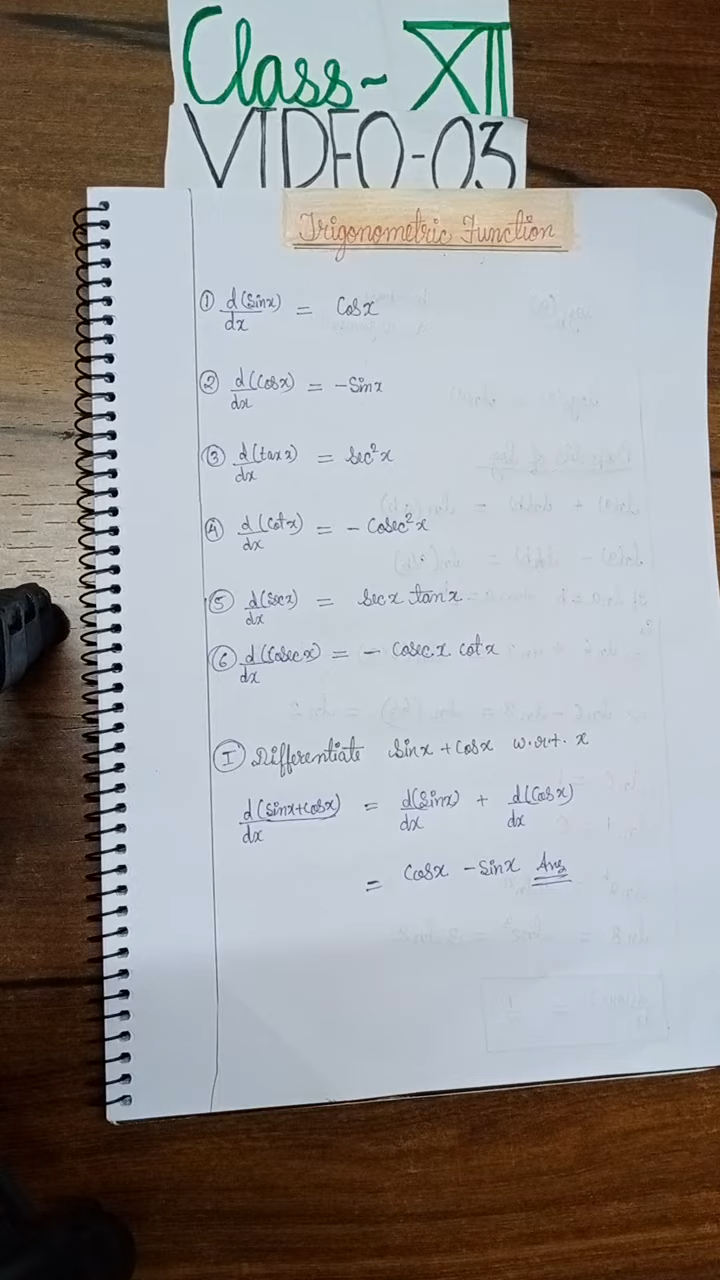 Class- XII
VIDEO-03
Trigonometric Function
① d(Sinx)/dx = Cosx
② d(Cosx)/dx = -Sinx
③ d(tanx)/dx = Sec²x
④ d(Cotx)/dx = - Cosec²x
⑤ d(Secx)/dx = Secx tanx
⑥ d(Cosecx)/dx = - Cosecx cotx
Ⓘ Differentiate Sinx + Cosx w.r.t. x
d(Sinx+Cosx)/dx = d(Sinx)/dx + d(Cosx)/dx
= Cosx - Sinx Ans